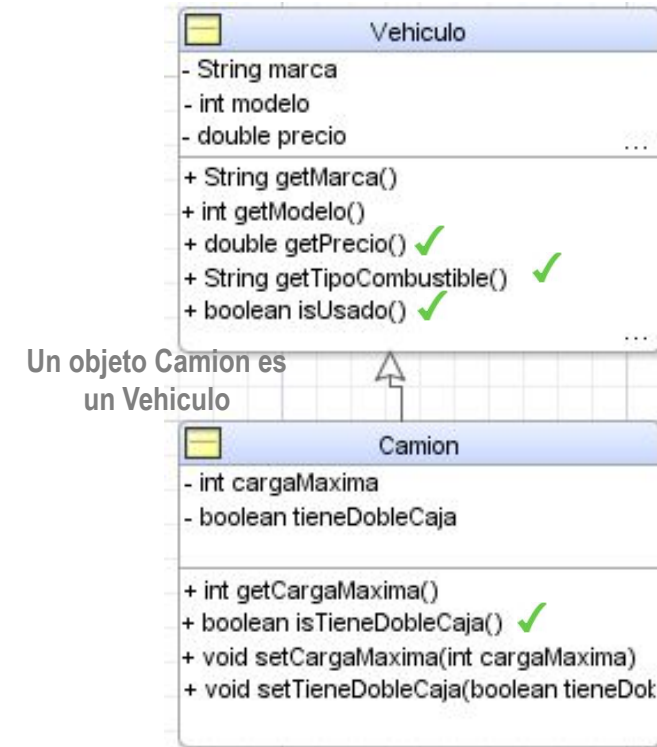 Vehiculo
- String marca
- int modelo
- double precio
...
+ String getMarca()
+ int getModelo()
+ double getPrecio()
+ String getTipoCombustible()
+ boolean isUsado()
...
Un objeto Camion es
un Vehiculo
Camion
- int cargaMaxima
- boolean tieneDobleCaja
+ int getCargaMaxima()
+ boolean isTieneDobleCaja()
+ void setCargaMaxima(int cargaMaxima)
+ void setTieneDobleCaja(boolean